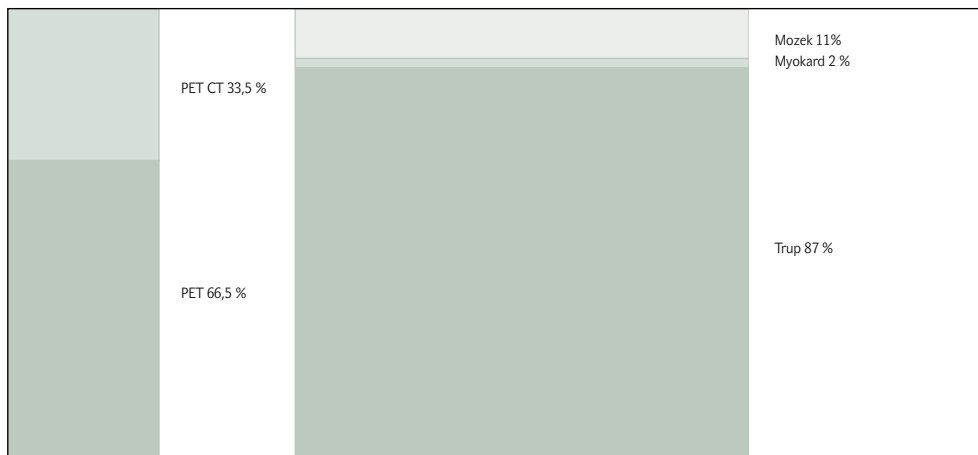 PET CT 33,5 %
PET 66,5 %
Mozek 11%
Myokard 2 %
Trup 87 %